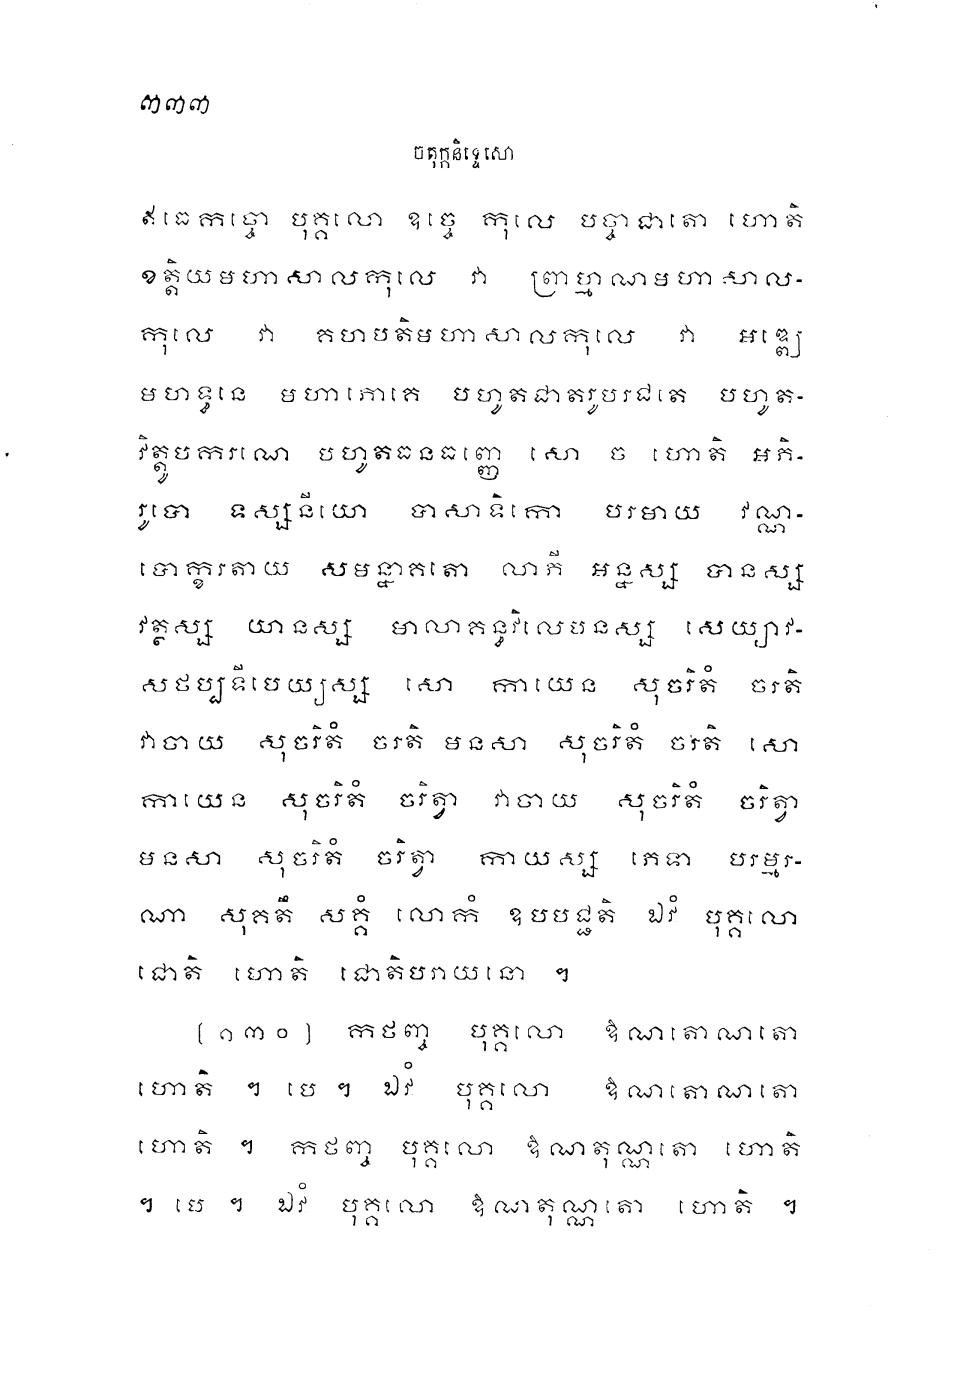 ៣៣៣
ចតុក្កនិទ្ទេសោ
ឥធេកច្ចោ បុគ្គលោ ឧច្ចេ កុលេ បច្ចាជាតោ ហោតិ
ខត្តិយមហាសាលកុលេ វា ព្រាហ្មណមហាសាល-
កុលេ វា គហបតិមហាសាលកុលេ វា អឌ្ឍេ
មហទ្ធនេ មហាភោគេ បហូតជាតរូបរជតេ បហូត-
វិត្តូបករណេ បហូតធនធញ្ញេ សោ ច ហោតិ អភិ-
រូបោ ទស្សនីយោ បាសាទិកោ បរមាយ វណ្ណ-
បោក្ខរតាយ សមន្នាគតោ លាភី អន្នស្ស បានស្ស
វត្ថស្ស យានស្ស មាលាគន្ធវិលេបនស្ស សេយ្យាវ-
សថប្បទីបេយ្យស្ស សោ កាយេន សុចរិតំ ចរតិ
វាចាយ សុចរិតំ ចរតិ មនសា សុចរិតំ ចរតិ សោ
កាយេន សុចរិតំ ចរិត្វា វាចាយ សុចរិតំ ចរិត្វា
មនសា សុចរិតំ ចរិត្វា កាយស្ស ភេទា បរម្មរ-
ណា សុគតឹ សគ្គំ លោកំ ឧបបជ្ជតិ ឯវំ បុគ្គលោ
ជោតិ ហោតិ ជោតិបរាយនោ ។
(១៣០) កថញ្ច បុគ្គលោ ឱណតោណតោ
ហោតិ ។ បេ ។ ឯវំ បុគ្គលោ ឱណតោណតោ
ហោតិ ។ កថញ្ច បុគ្គលោ ឱណតុណ្ណតោ ហោតិ
។ បេ ។ ឯវំ បុគ្គលោ ឱណតុណ្ណតោ ហោតិ ។